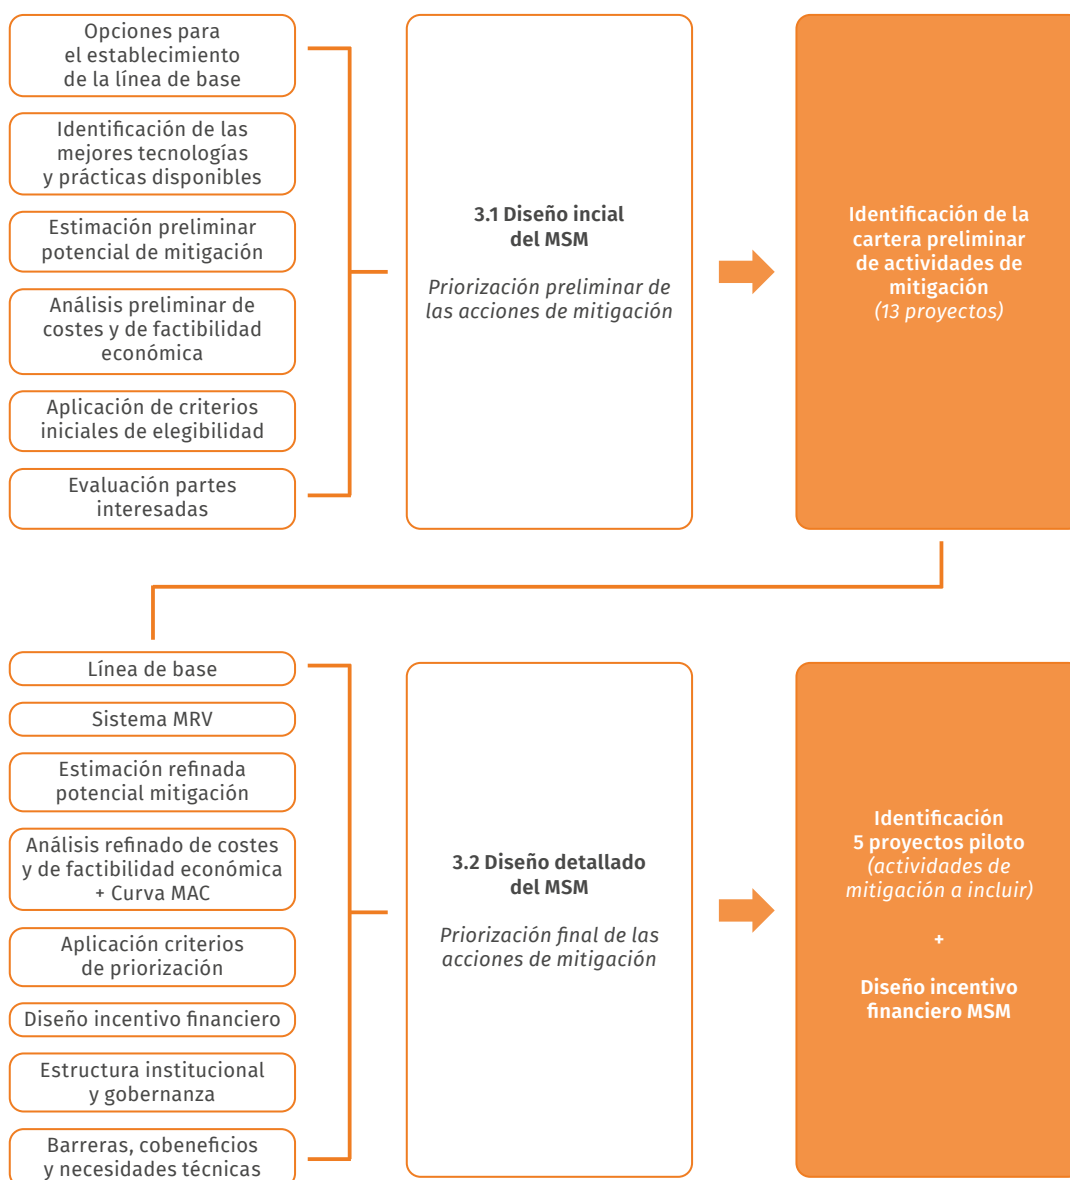 Opciones para
el establecimiento
de la línea de base
Identificación de las
mejores tecnologías
y prácticas disponibles
Estimación preliminar
potencial de mitigación
Análisis preliminar de
costes y de factibilidad
económica
Aplicación de criterios
iniciales de elegibilidad
Evaluación partes
interesadas
3.1 Diseño incial
del MSM
Priorización preliminar de
las acciones de mitigación
Identificación de la
cartera preliminar
de actividades de
mitigación
(13 proyectos)
Línea de base
Sistema MRV
Estimación refinada
potencial mitigación
Análisis refinado de costes
y de factibilidad económica
+ Curva MAC
Aplicación criterios
de priorización
Diseño incentivo financiero
Estructura institucional
y gobernanza
Barreras, cobeneficios
y necesidades técnicas
3.2 Diseño detallado
del MSM
Priorización final de las
acciones de mitigación
Identificación
5 proyectos piloto
(actividades de
mitigación a incluir)
+
Diseño incentivo
financiero MSM